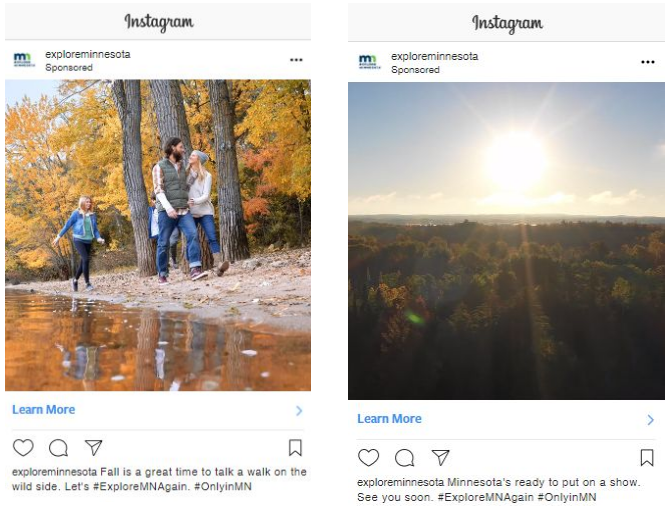 Instagram
exploreminnesota
Sponsored
Learn More
exploreminnesota Fall is a great time to talk a walk on the
wild side. Let's #ExploreMNAgain. #OnlyinMN
Instagram
exploreminnesota
Sponsored
Learn More
exploreminnesota Minnesota's ready to put on a show.
See you soon. #ExploreMNAgain #OnlyinMN